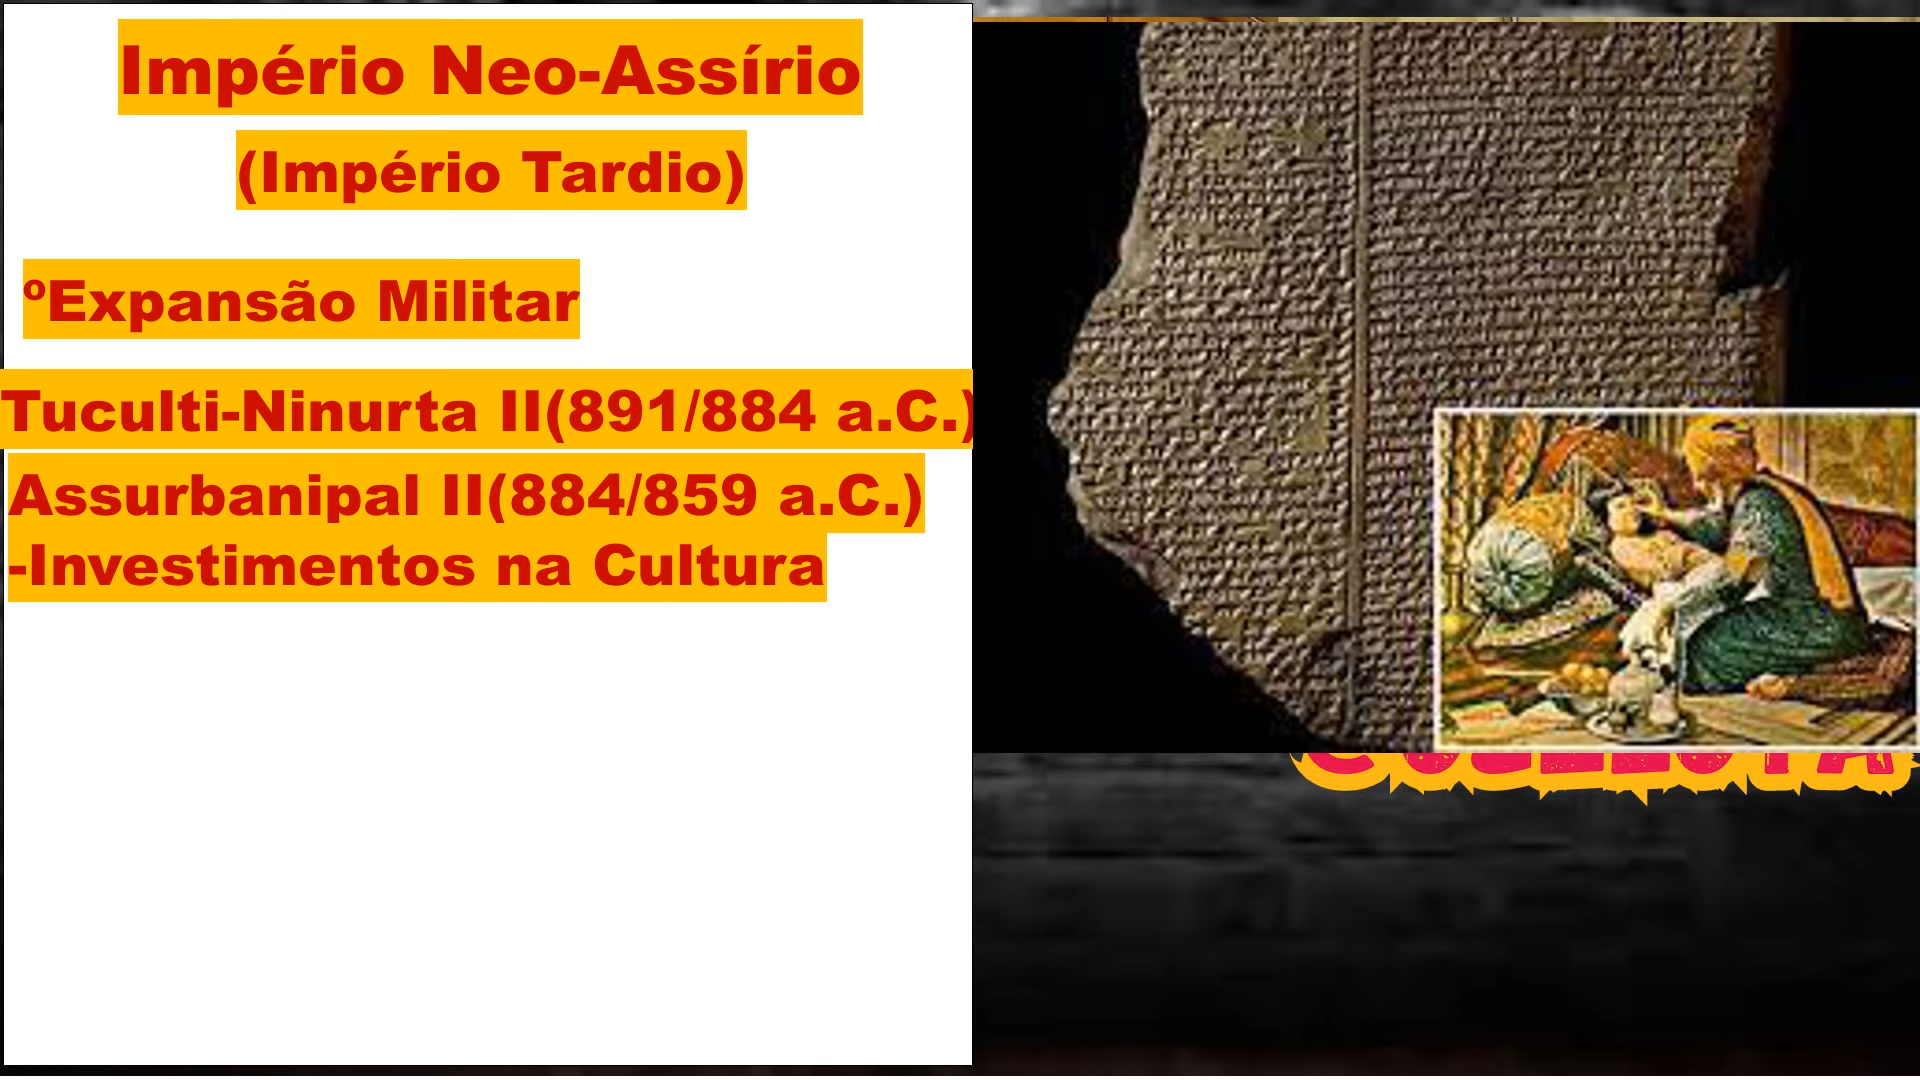 Império Neo-Assírio
(Império Tardio)
ºExpansão Militar
Tuculti-Ninurta II(891/884 a.C.)
Assurbanipal II(884/859 a.C.)
-Investimentos na Cultura